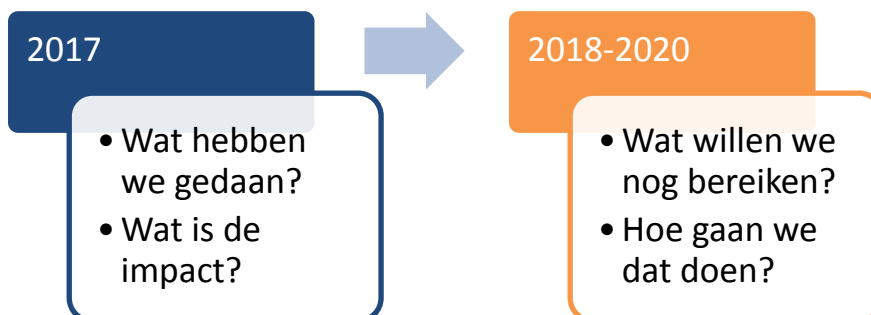 2017
• Wat hebben
we gedaan?
• Wat is de
impact?
2018-2020
• Wat willen we
nog bereiken?
• Hoe gaan we
dat doen?